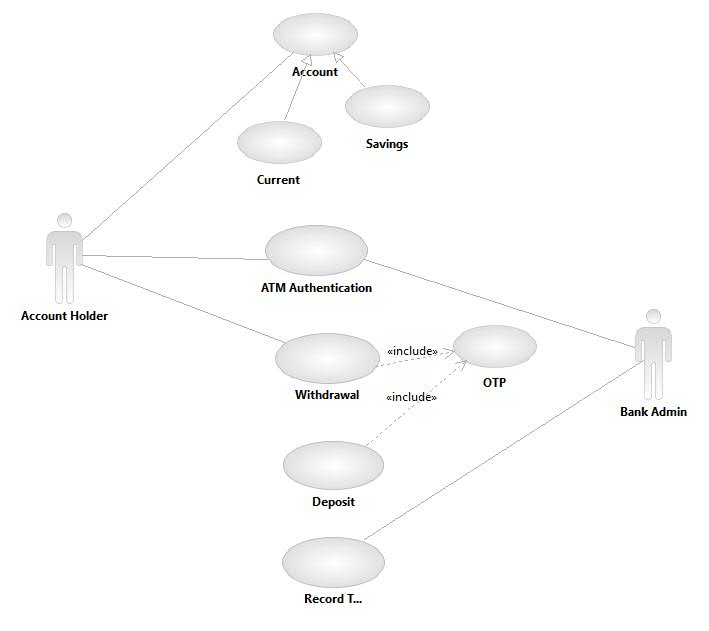 Account
Savings
Current
Account Holder
ATM Authentication
«include»
Withdrawal
OTP
«include»
Bank Admin
Deposit
Record T...